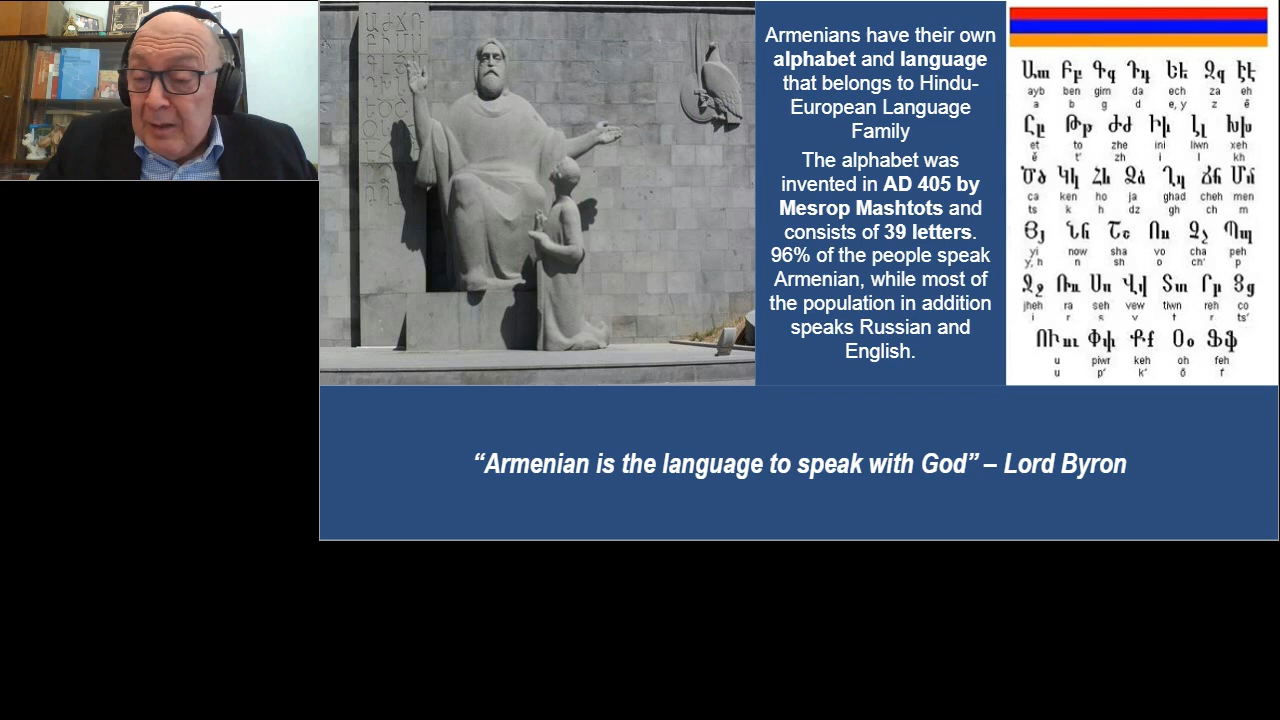 ԱԺՃՌ
ԲԻՄՍ
Armenians have their own
alphabet and language
that belongs to Hindu-
European Language
Family
The alphabet was
invented in AD 405 by
Mesrop Mashtots and
consists of 39 letters.
96% of the people speak
Armenian, while most of
the population in addition
speaks Russian and
English.
Աա Բբ Գգ Դդ Եե Զզ Էէ
ayb ben gim da ech za eh
a b g d e, y z ē
Ըը Թթ Ժժ Իի Լլ Խխ
et to zhe ini liwn xeh
ě t' zh i l kh
Ծծ Կկ Հհ Ձձ Ղղ Ճճ Մմ
ca ken ho ja ghad cheh men
ts k h dz gh ch m
Յյ Նն Շշ Ոո Չչ Պպ
yi now sha vo cha peh
y, h n sh o ch' p
Ջջ Ռռ Սս Վվ Տտ Րր Ցց
jheh ra seh vew tiwn reh co
r s v t r ts'
ՈՒու Փփ Քք Օօ Ֆֆ
u piwr keh oh feh
u p' k' ō f
“Armenian is the language to speak with God” – Lord Byron